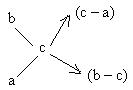 b (c – a)
c
a (b – c)